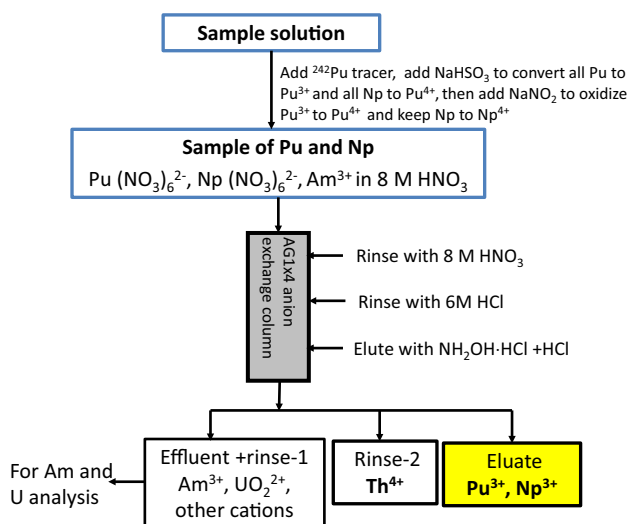 Sample solution
Add ²⁴²Pu tracer, add NaHSO₃ to convert all Pu to
Pu³⁺ and all Np to Pu⁴⁺, then add NaNO₂ to oxidize
Pu³⁺ to Pu⁴⁺ and keep Np to Np⁴⁺
Sample of Pu and Np
Pu (NO₃)₆²⁻, Np (NO₃)₆²⁻, Am³⁺ in 8 M HNO₃
AG1x4 anion
exchange column
Rinse with 8 M HNO₃
Rinse with 6M HCl
Elute with NH₂OH·HCl +HCl
For Am and
U analysis
Effluent +rinse-1
Am³⁺, UO₂²⁺,
other cations
Rinse-2
Th⁴⁺
Eluate
Pu³⁺, Np³⁺